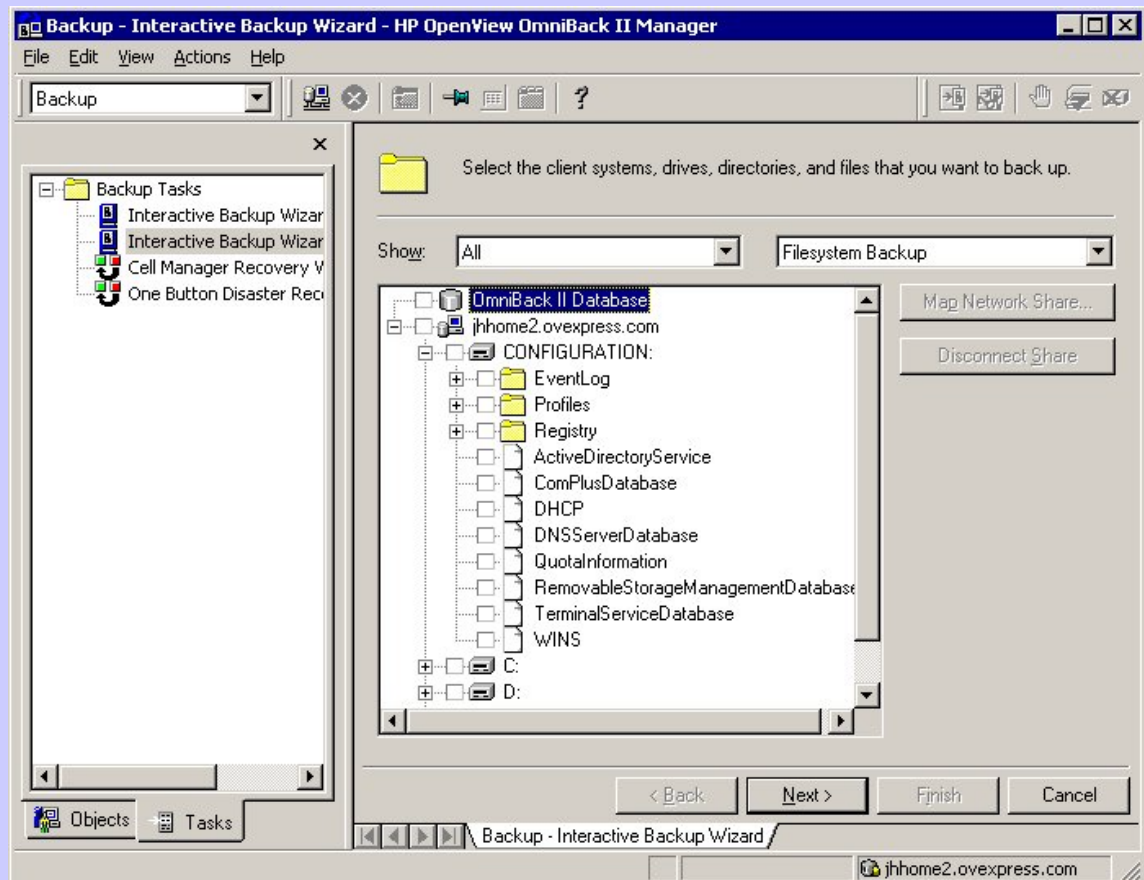 Backup - Interactive Backup Wizard - HP OpenView OmniBack II Manager
File Edit View Actions Help
Backup
Backup Tasks
Interactive Backup Wizar
Interactive Backup Wizar
Cell Manager Recovery W
One Button Disaster Reco
Objects
Tasks
Select the client systems, drives, directories, and files that you want to back up.
Show: All Filesystem Backup
OmniBack II Database
jhhome2.ovexpress.com
CONFIGURATION:
EventLog
Profiles
Registry
ActiveDirectoryService
ComPlusDatabase
DHCP
DNSServerDatabase
QuotaInformation
RemovableStorageManagementDatabase
TerminalServiceDatabase
WINS
C:
D:
Map Network Share...
Disconnect Share
< Back Next > Finish Cancel
Backup - Interactive Backup Wizard
jhhome2.ovexpress.com